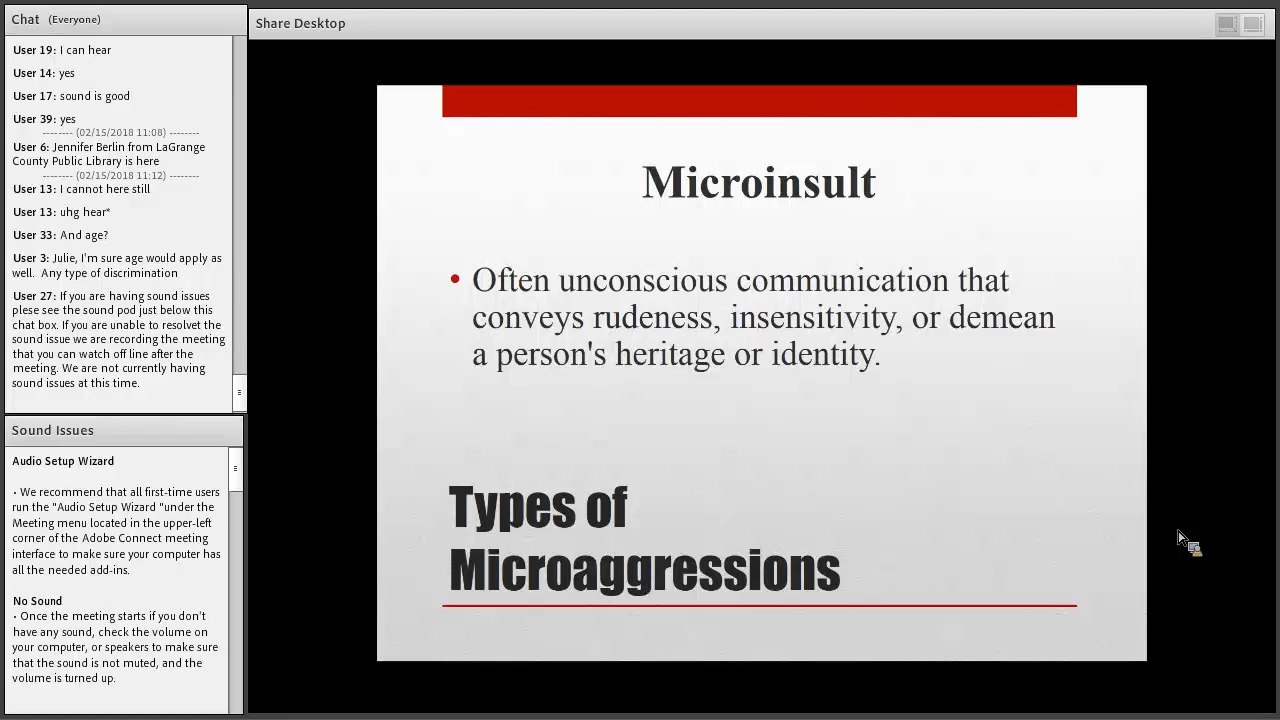 Chat (Everyone)
User 19: I can hear
User 14: yes
User 17: sound is good
User 39: yes
-------- (02/15/2018 11:08) --------
User 6: Jennifer Berlin from LaGrange
County Public Library is here
-------- (02/15/2018 11:12) --------
User 13: I cannot here still
User 13: uhg hear*
User 33: And age?
User 3: Julie, I'm sure age would apply as
well.  Any type of discrimination
User 27: If you are having sound issues
plese see the sound pod just below this
chat box. If you are unable to resolvet the
sound issue we are recording the meeting
that you can watch off line after the
meeting. We are not currently having
sound issues at this time.
Sound Issues
Audio Setup Wizard
• We recommend that all first-time users
run the "Audio Setup Wizard "under the
Meeting menu located in the upper-left
corner of the Adobe Connect meeting
interface to make sure your computer has
all the needed add-ins.
No Sound
• Once the meeting starts if you don't
have any sound, check the volume on
your computer, or speakers to make sure
that the sound is not muted, and the
volume is turned up.
Share Desktop
Microinsult
• Often unconscious communication that
conveys rudeness, insensitivity, or demean
a person's heritage or identity.
Types of
Microaggressions